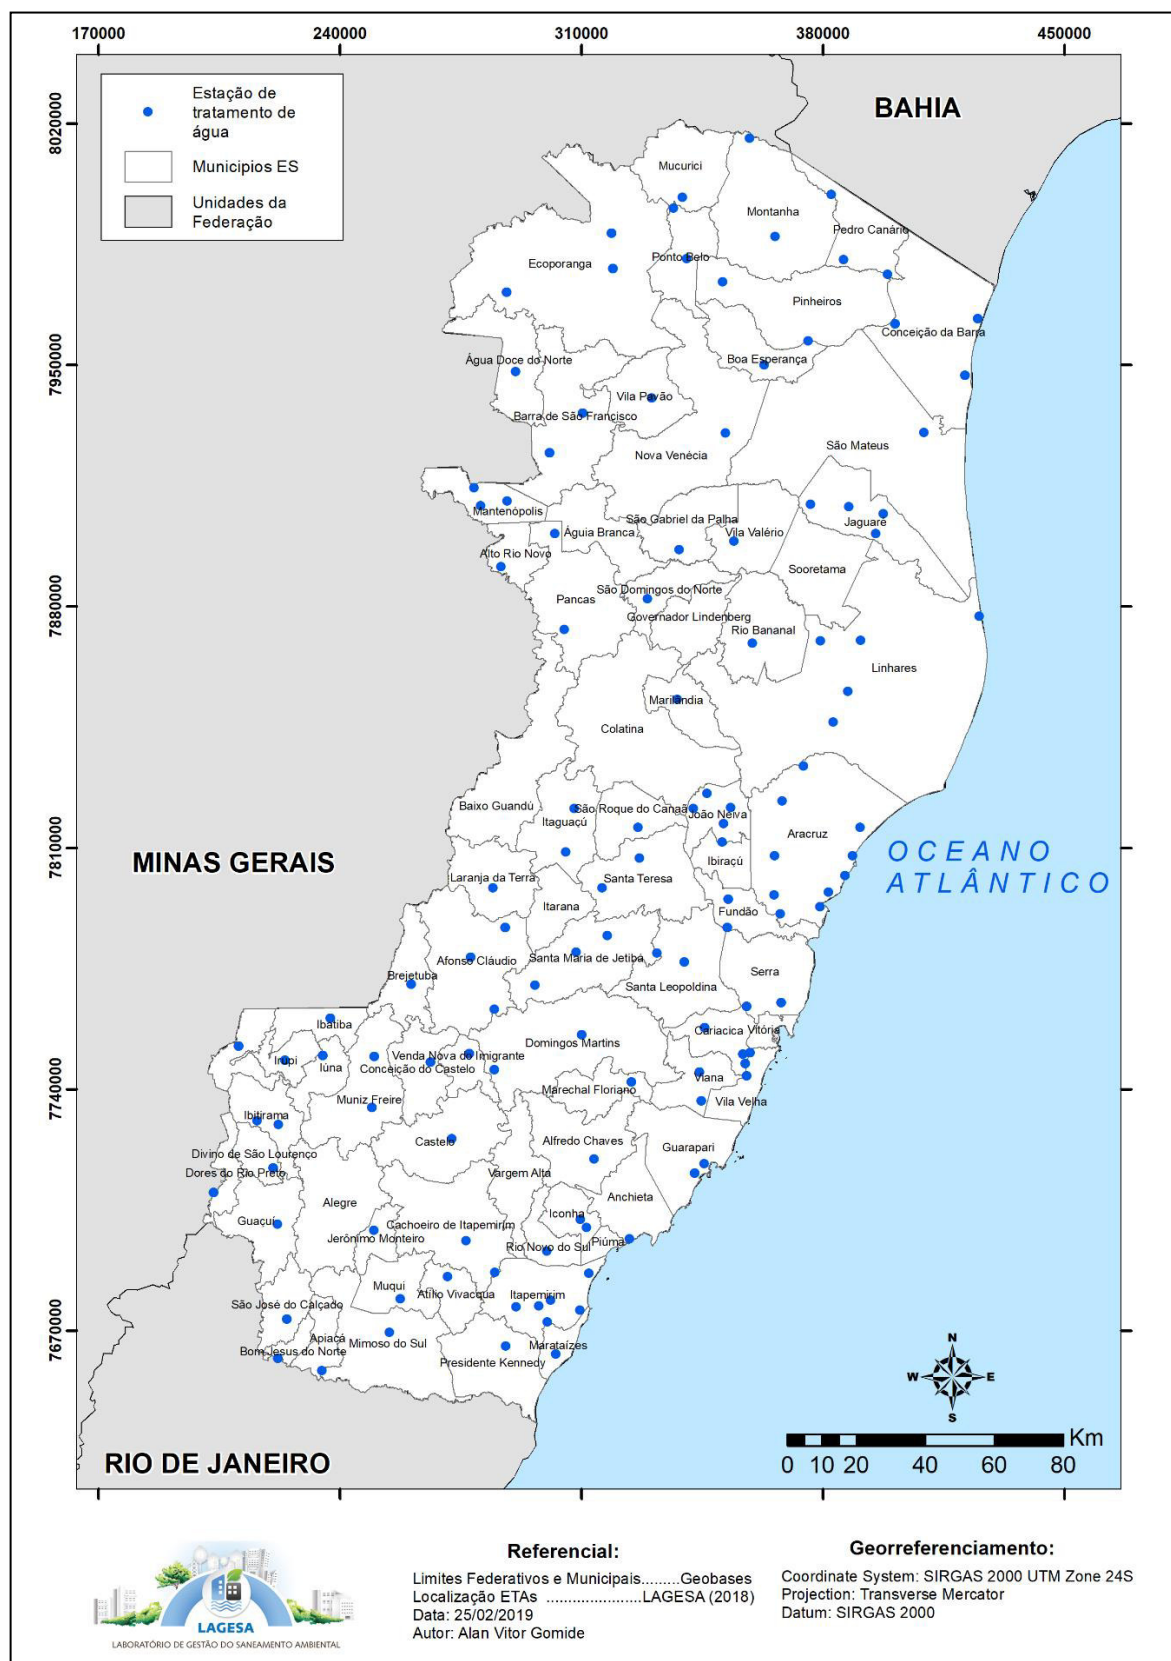 170000 240000 310000 380000 450000
8020000
7950000
7880000
7810000
7740000
7670000
Estação de
tratamento de
água
Municipios ES
Unidades da
Federação
BAHIA
Mucurici
Montanha
Pedro Canário
Ecoporanga
Ponto Belo
Pinheiros
Conceição da Barra
Água Doce do Norte
Boa Esperança
Vila Pavão
Barra de São Francisco
São Mateus
Nova Venécia
Mantenópolis
São Gabriel da Palha
Jaguaré
Águia Branca
Vila Valério
Alto Rio Novo
Sooretama
São Domingos do Norte
Pancas
Governador Lindenberg
Rio Bananal
Linhares
Marilândia
Colatina
Baixo Guandú
São Roque do Canaã
João Neiva
Itaguaçú
Aracruz
MINAS GERAIS
Ibiraçú
OCEANO
ATLÂNTICO
Laranja da Terra
Santa Teresa
Itarana
Fundão
Afonso Cláudio
Santa Maria de Jetibá
Serra
Brejetuba
Santa Leopoldina
Ibatiba
Cariacica
Vitória
Domingos Martins
Venda Nova do Imigrante
Irupi
Iúna
Conceição do Castelo
Viana
Marechal Floriano
Muniz Freire
Vila Velha
Ibitirama
Castelo
Alfredo Chaves
Guarapari
Divino de São Lourenço
Dores do Rio Preto
Vargem Alta
Anchieta
Alegre
Iconha
Guaçuí
Cachoeiro de Itapemirim
Jerônimo Monteiro
Piúma
Rio Novo do Sul
Muqui
Atílio Vivacqua
Itapemirim
São José do Calçado
Apiacá
Mimoso do Sul
Marataízes
Bom Jesus do Norte
Presidente Kennedy
N
W E
S
Km
0 10 20 40 60 80
RIO DE JANEIRO
LAGESA
LABORATÓRIO DE GESTÃO DO SANEAMENTO AMBIENTAL
Referencial:
Limites Federativos e Municipais.........Geobases
Localização ETAs ......................LAGESA (2018)
Data: 25/02/2019
Autor: Alan Vitor Gomide
Georreferenciamento:
Coordinate System: SIRGAS 2000 UTM Zone 24S
Projection: Transverse Mercator
Datum: SIRGAS 2000